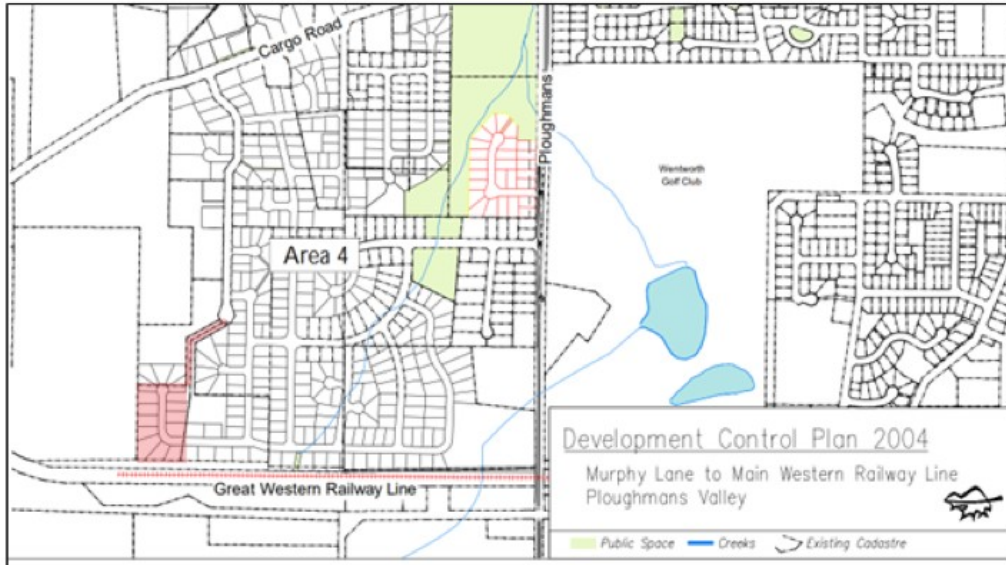 Cargo Road
Ploughmans
Wentworth
Golf Club
Area 4
Great Western Railway Line
Development Control Plan 2004
Murphy Lane to Main Western Railway Line
Ploughmans Valley
Public Space
Creeks
Existing Cadastre